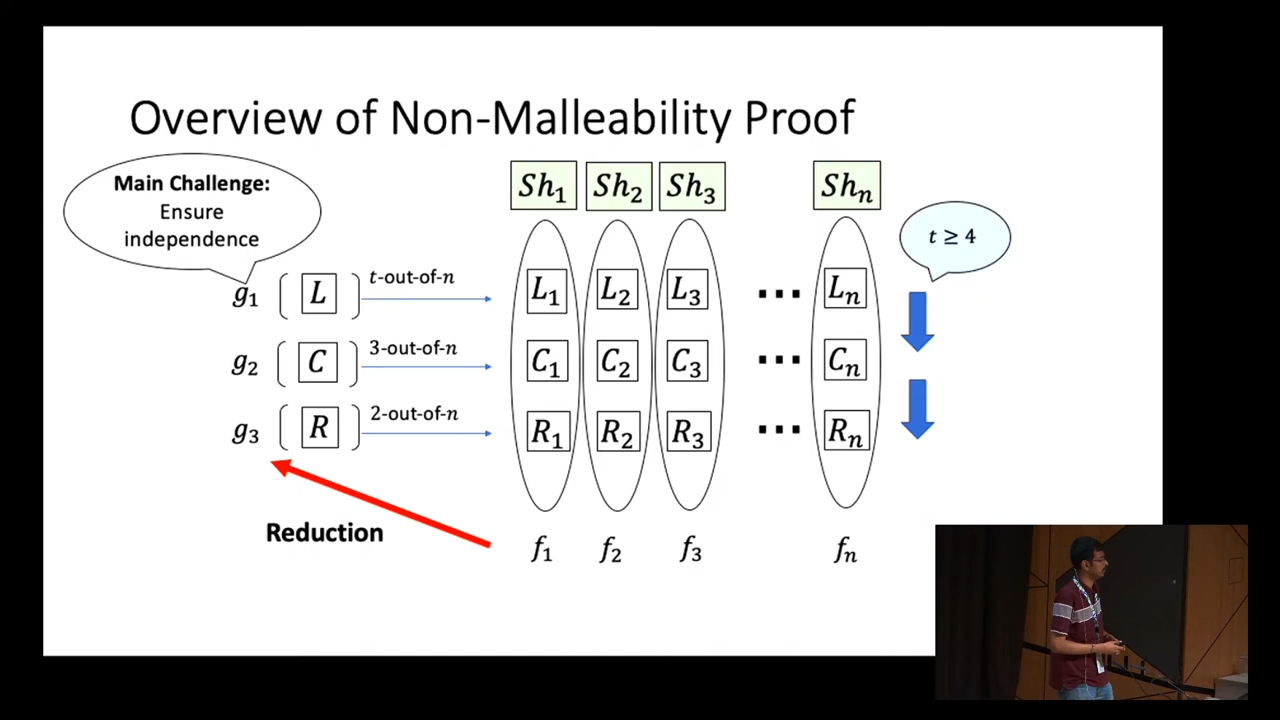 Overview of Non-Malleability Proof
Main Challenge:
Ensure
independence
Sh₁ Sh₂ Sh₃ Shₙ
t ≥ 4
g₁ ( L ) t-out-of-n L₁ L₂ L₃ ⋯ Lₙ
g₂ ( C ) 3-out-of-n C₁ C₂ C₃ ⋯ Cₙ
g₃ ( R ) 2-out-of-n R₁ R₂ R₃ ⋯ Rₙ
Reduction
f₁ f₂ f₃ fₙ